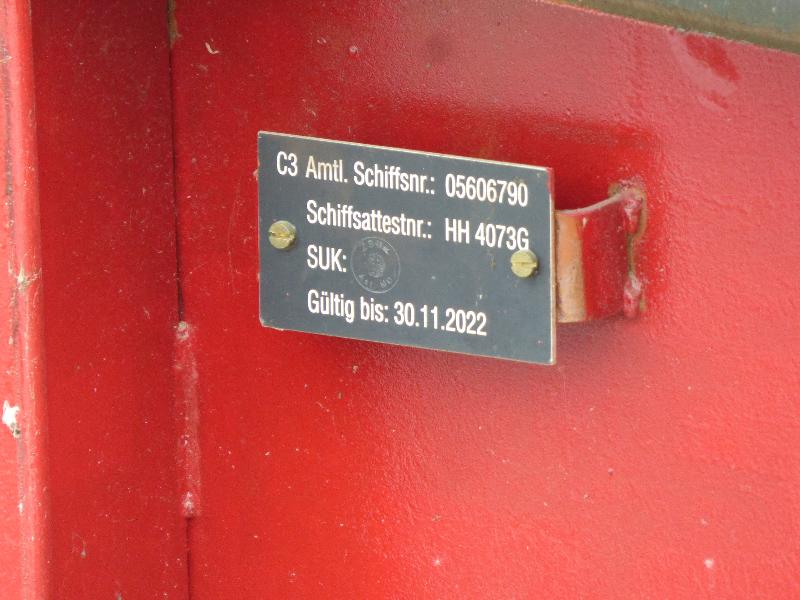 C3 Amtl. Schiffsnr.: 05606790
Schiffsattestnr.: HH 4073G
SUK:
Gültig bis: 30.11.2022